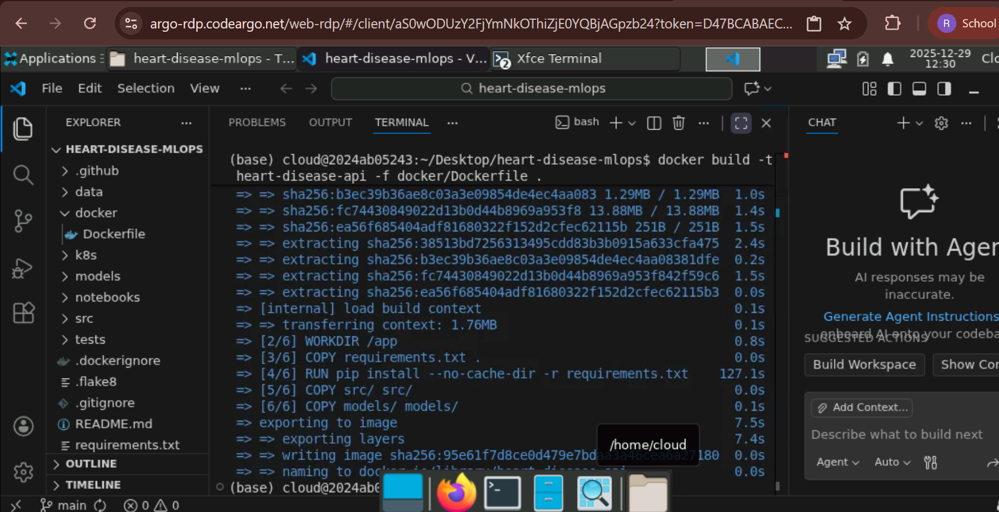 argo-rdp.codeargo.net/web-rdp/#/client/aS0wODUzY2FjYmNkOThiZjE0YQBjAGpzb24?token=D47BCABAEC...
R School
Applications heart-disease-mlops - T... heart-disease-mlops - V... 2 Xfce Terminal 2025-12-29 12:30 Clo
File Edit Selection View ... heart-disease-mlops
EXPLORER ...
HEART-DISEASE-MLOPS
.github
data
docker
Dockerfile
k8s
models
notebooks
src
tests
.dockerignore
.flake8
.gitignore
README.md
requirements.txt
OUTLINE
TIMELINE
PROBLEMS OUTPUT TERMINAL ... bash ...
(base) cloud@2024ab05243:~/Desktop/heart-disease-mlops$ docker build -t
heart-disease-api -f docker/Dockerfile .
=> => sha256:b3ec39b36ae8c03a3e09854de4ec4aa083 1.29MB / 1.29MB 1.0s
=> => sha256:fc74430849022d13b0d44b8969a953f8 13.88MB / 13.88MB 1.4s
=> => sha256:ea56f685404adf81680322f152d2cfec62115b 251B / 251B 1.5s
=> => extracting sha256:38513bd7256313495cdd83b3b0915a633cfa475 2.4s
=> => extracting sha256:b3ec39b36ae8c03a3e09854de4ec4aa08381dfe 0.2s
=> => extracting sha256:fc74430849022d13b0d44b8969a953f842f59c6 1.5s
=> => extracting sha256:ea56f685404adf81680322f152d2cfec62115b3 0.0s
=> [internal] load build context 0.1s
=> => transferring context: 1.76MB 0.1s
=> [2/6] WORKDIR /app 0.8s
=> [3/6] COPY requirements.txt . 0.0s
=> [4/6] RUN pip install --no-cache-dir -r requirements.txt 127.1s
=> [5/6] COPY src/ src/ 0.0s
=> [6/6] COPY models/ models/ 0.1s
=> exporting to image 7.5s
=> => exporting layers 7.4s
=> => writing image sha256:95e61f7d8ce0d479e7bdaa3a46cea6a27180 0.0s
=> => naming to docker.io/library/heart-disease-api 0.0s
(base) cloud@2024ab0
/home/cloud
CHAT ...
Build with Agen
AI responses may be
inaccurate.
Generate Agent Instructions
onboard AI onto your codeba
SUGGESTED ACTIONS
Build Workspace Show Con
Add Context...
Describe what to build next
Agent Auto
main 0 0